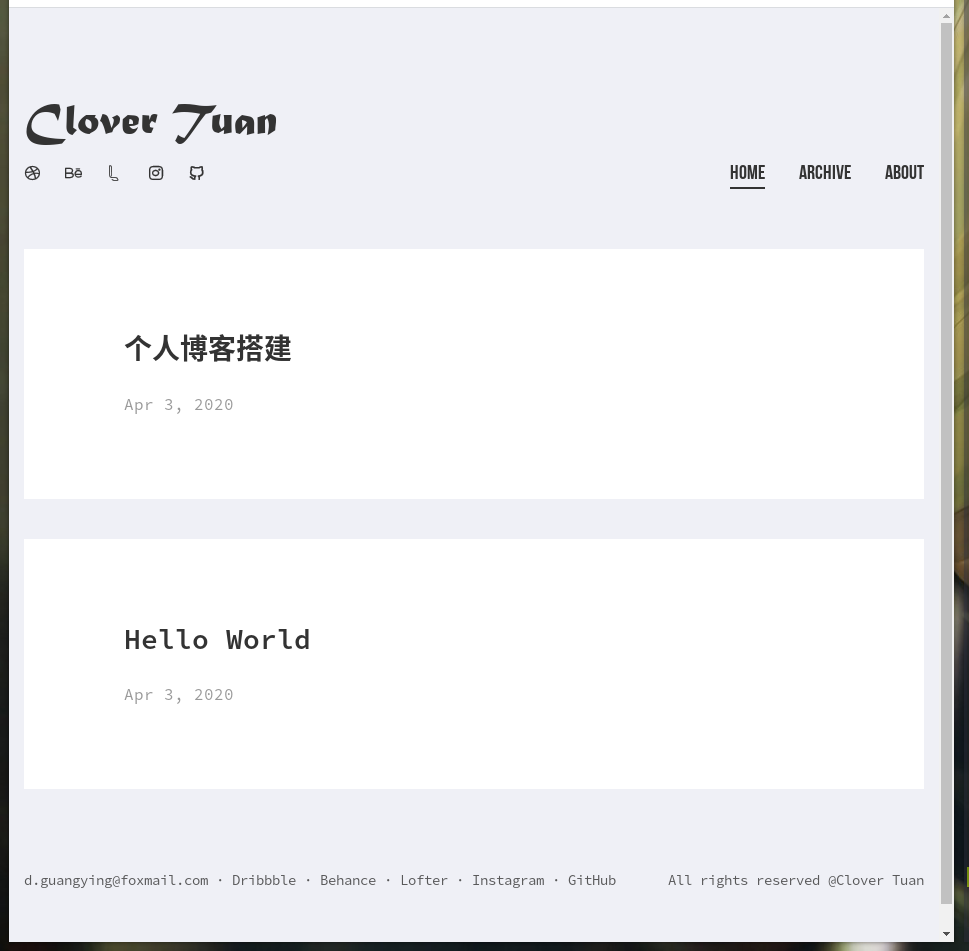 Clover Tuan
HOME ARCHIVE ABOUT
个人博客搭建
Apr 3, 2020
Hello World
Apr 3, 2020
d.guangying@foxmail.com · Dribbble · Behance · Lofter · Instagram · GitHub All rights reserved @Clover Tuan